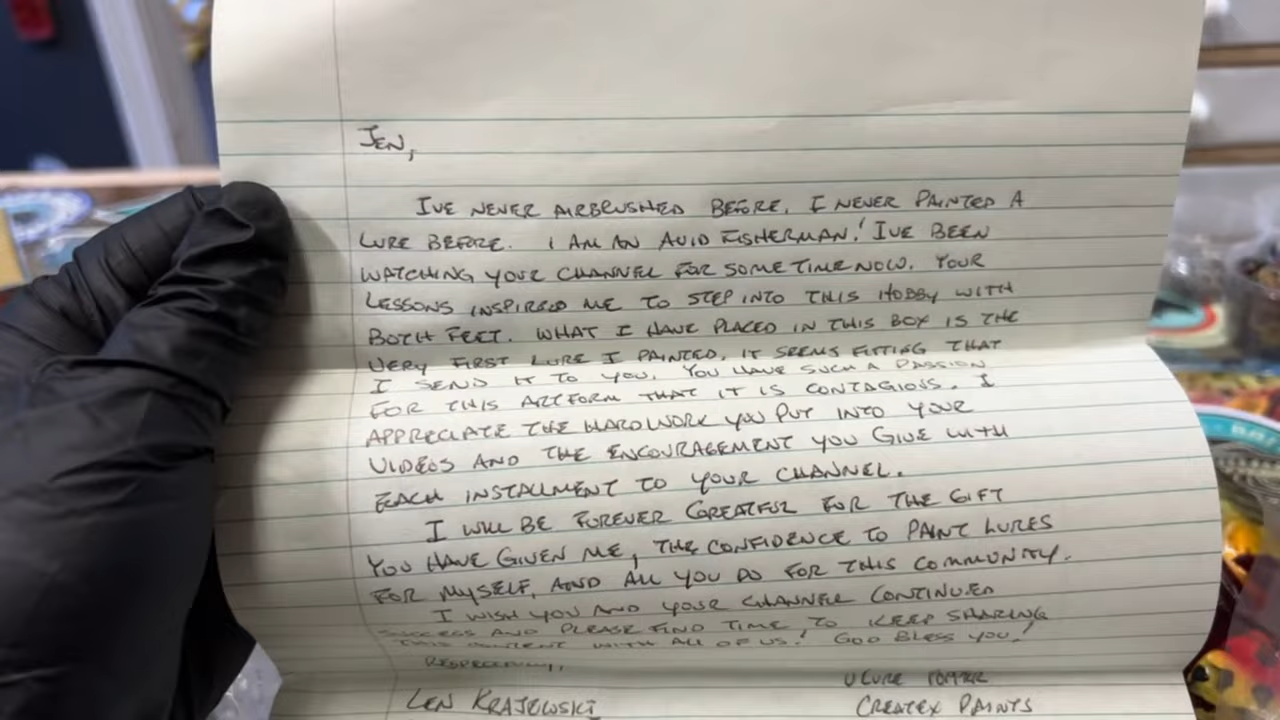 JEN,
IVE NEVER AIRBRUSHED BEFORE. I NEVER PAINTED A
LURE BEFORE. I AM AN AVID FISHERMAN! IVE BEEN
WATCHING YOUR CHANNEL FOR SOME TIME NOW. YOUR
LESSONS INSPIRED ME TO STEP INTO THIS HOBBY WITH
BOTH FEET. WHAT I HAVE PLACED IN THIS BOX IS THE
VERY FIRST LURE I PAINTED. IT SEEMS FITTING THAT
I SEND IT TO YOU. YOU HAVE SUCH A PASSION
FOR THIS ARTFORM THAT IT IS CONTAGIOUS. I
APPRECIATE THE HARDWORK YOU PUT INTO YOUR
VIDEOS AND THE ENCOURAGEMENT YOU GIVE WITH
EACH INSTALLMENT TO YOUR CHANNEL.
I WILL BE FOREVER GREATFUL FOR THE GIFT
YOU HAVE GIVEN ME, THE CONFIDENCE TO PAINT LURES
FOR MYSELF, AND ALL YOU DO FOR THIS COMMUNITY.
I WISH YOU AND YOUR CHANNEL CONTINUED
SUCCESS AND PLEASE FIND TIME TO KEEP SHARING
THIS CONTENT WITH ALL OF US! GOD BLESS YOU!
RESPECTFULLY,
LEN KRAJEWSKI
POPPER
CREATEX PAINTS